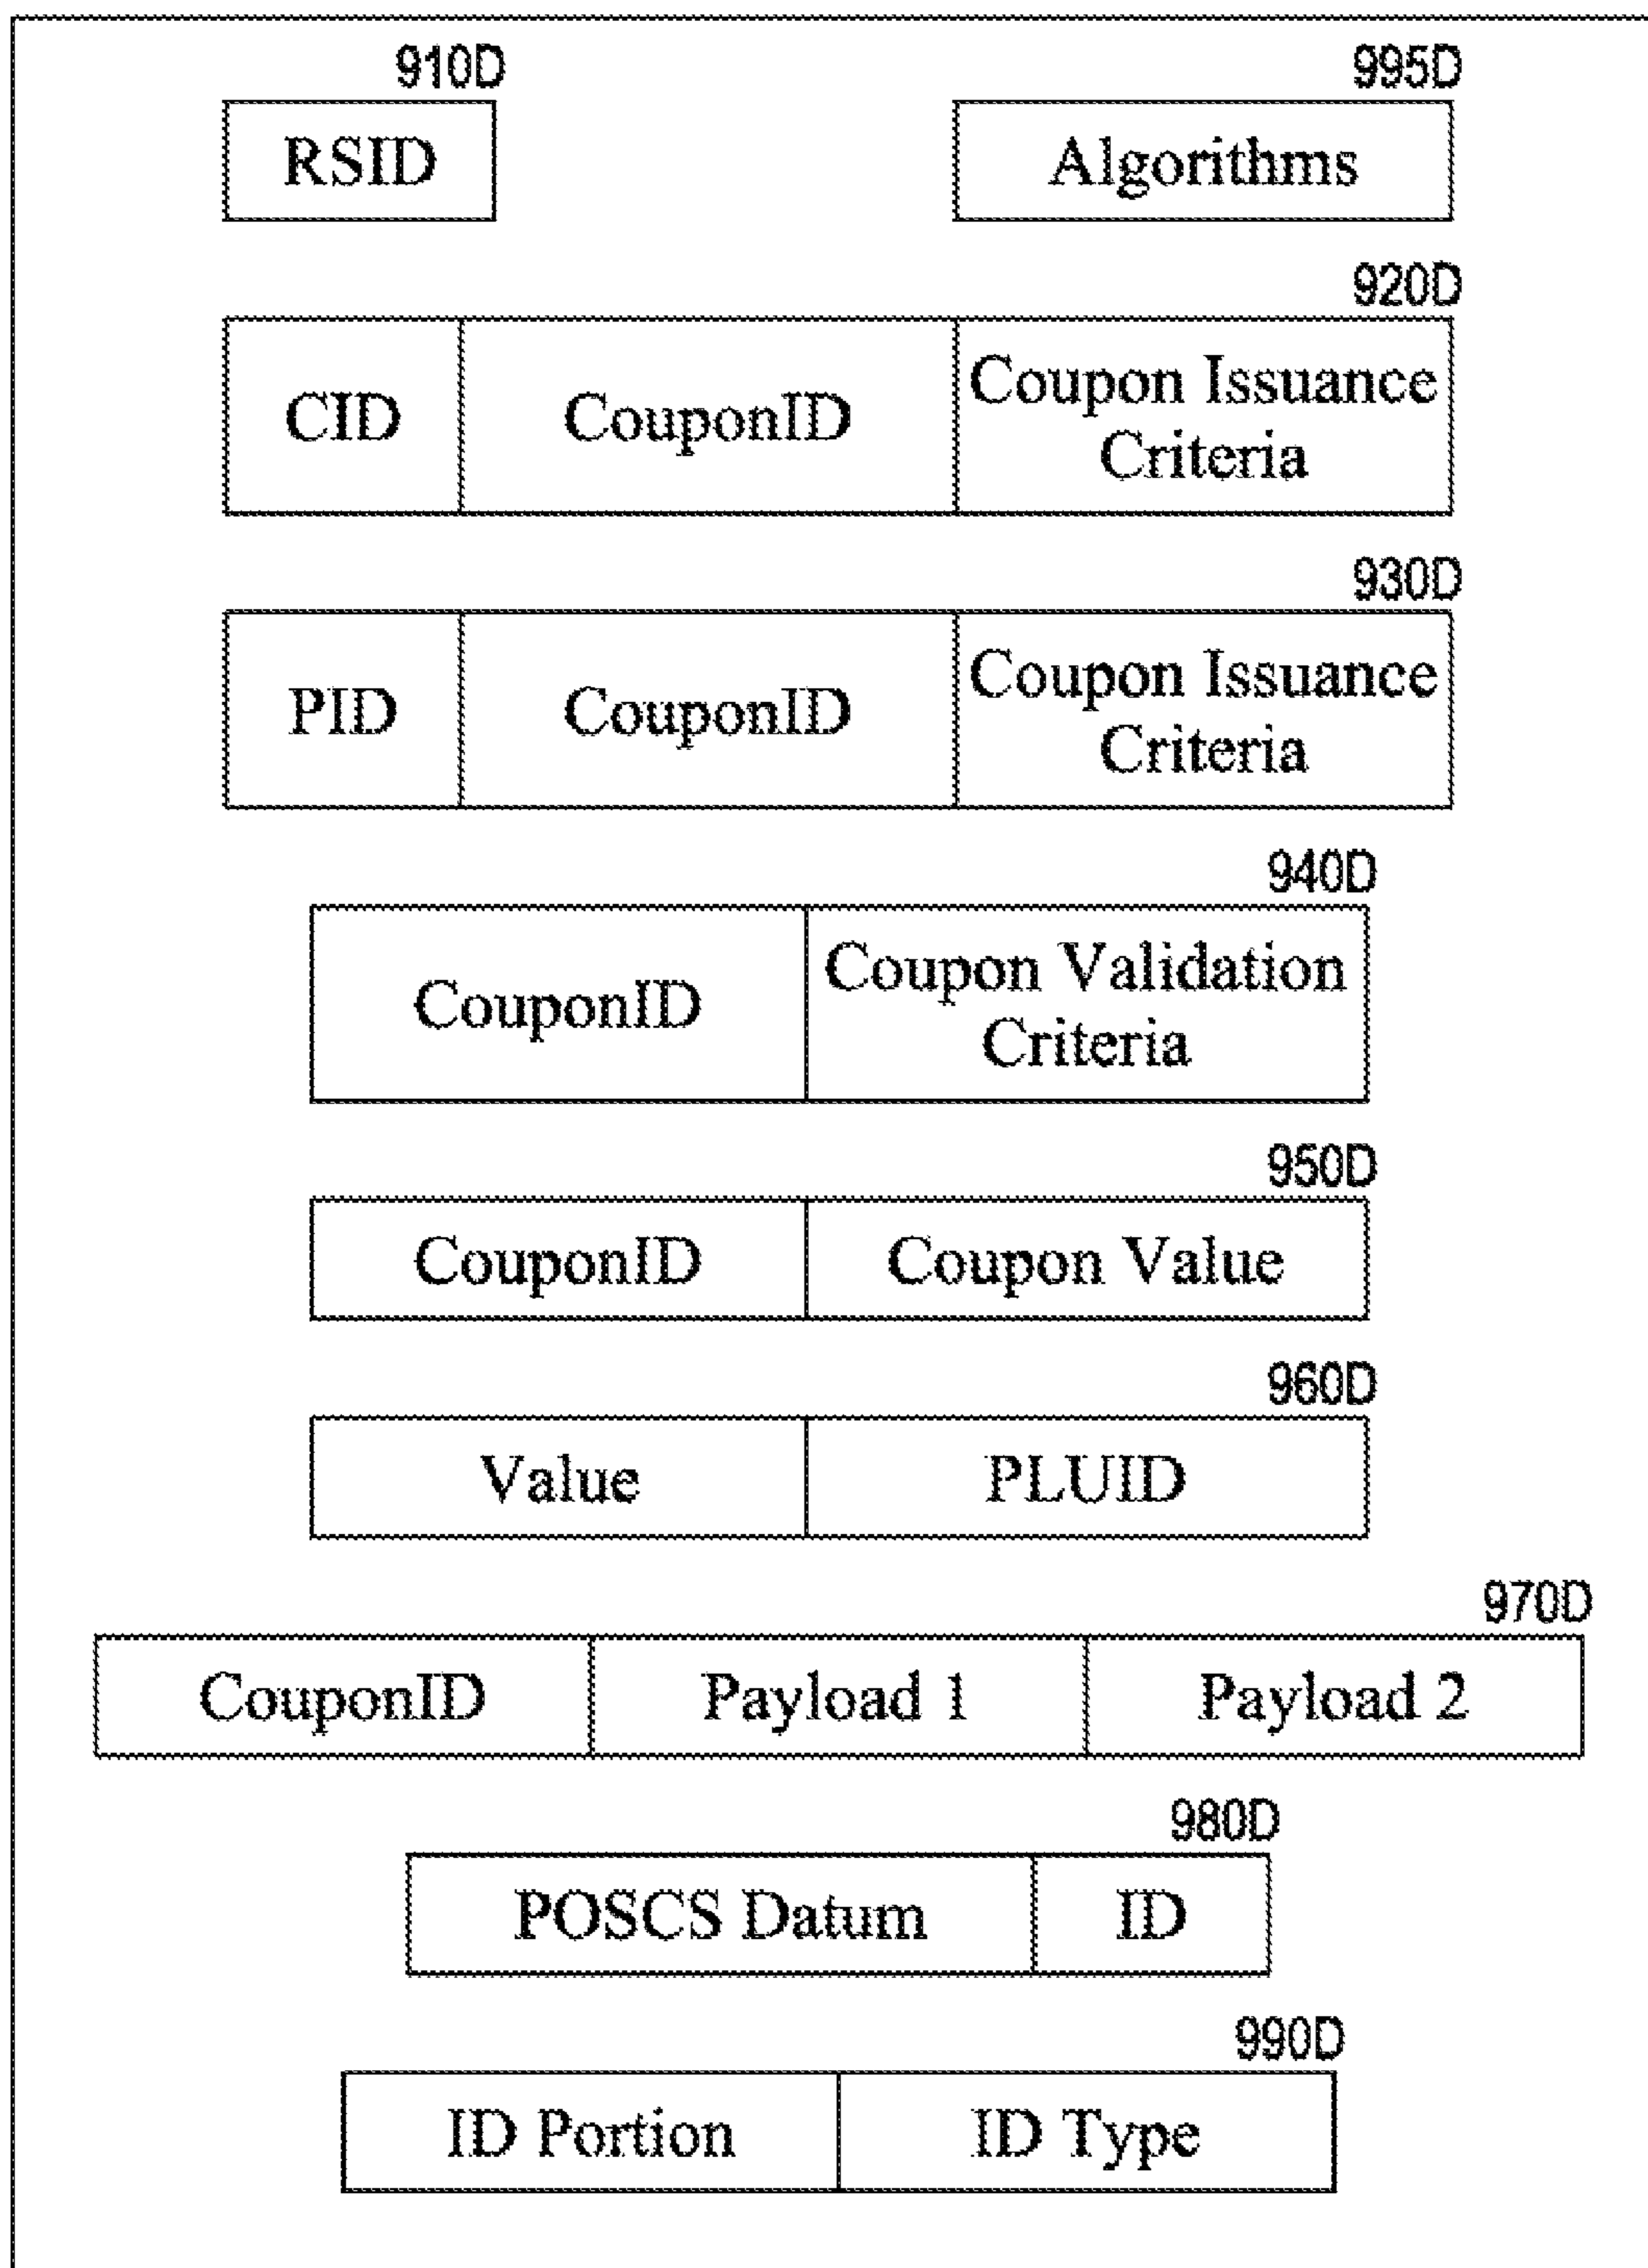 910D 995D
RSID Algorithms
920D
CID CouponID Coupon Issuance
Criteria
930D
PID CouponID Coupon Issuance
Criteria
940D
CouponID Coupon Validation
Criteria
950D
CouponID Coupon Value
960D
Value PLUID
970D
CouponID Payload 1 Payload 2
980D
POSCS Datum ID
990D
ID Portion ID Type